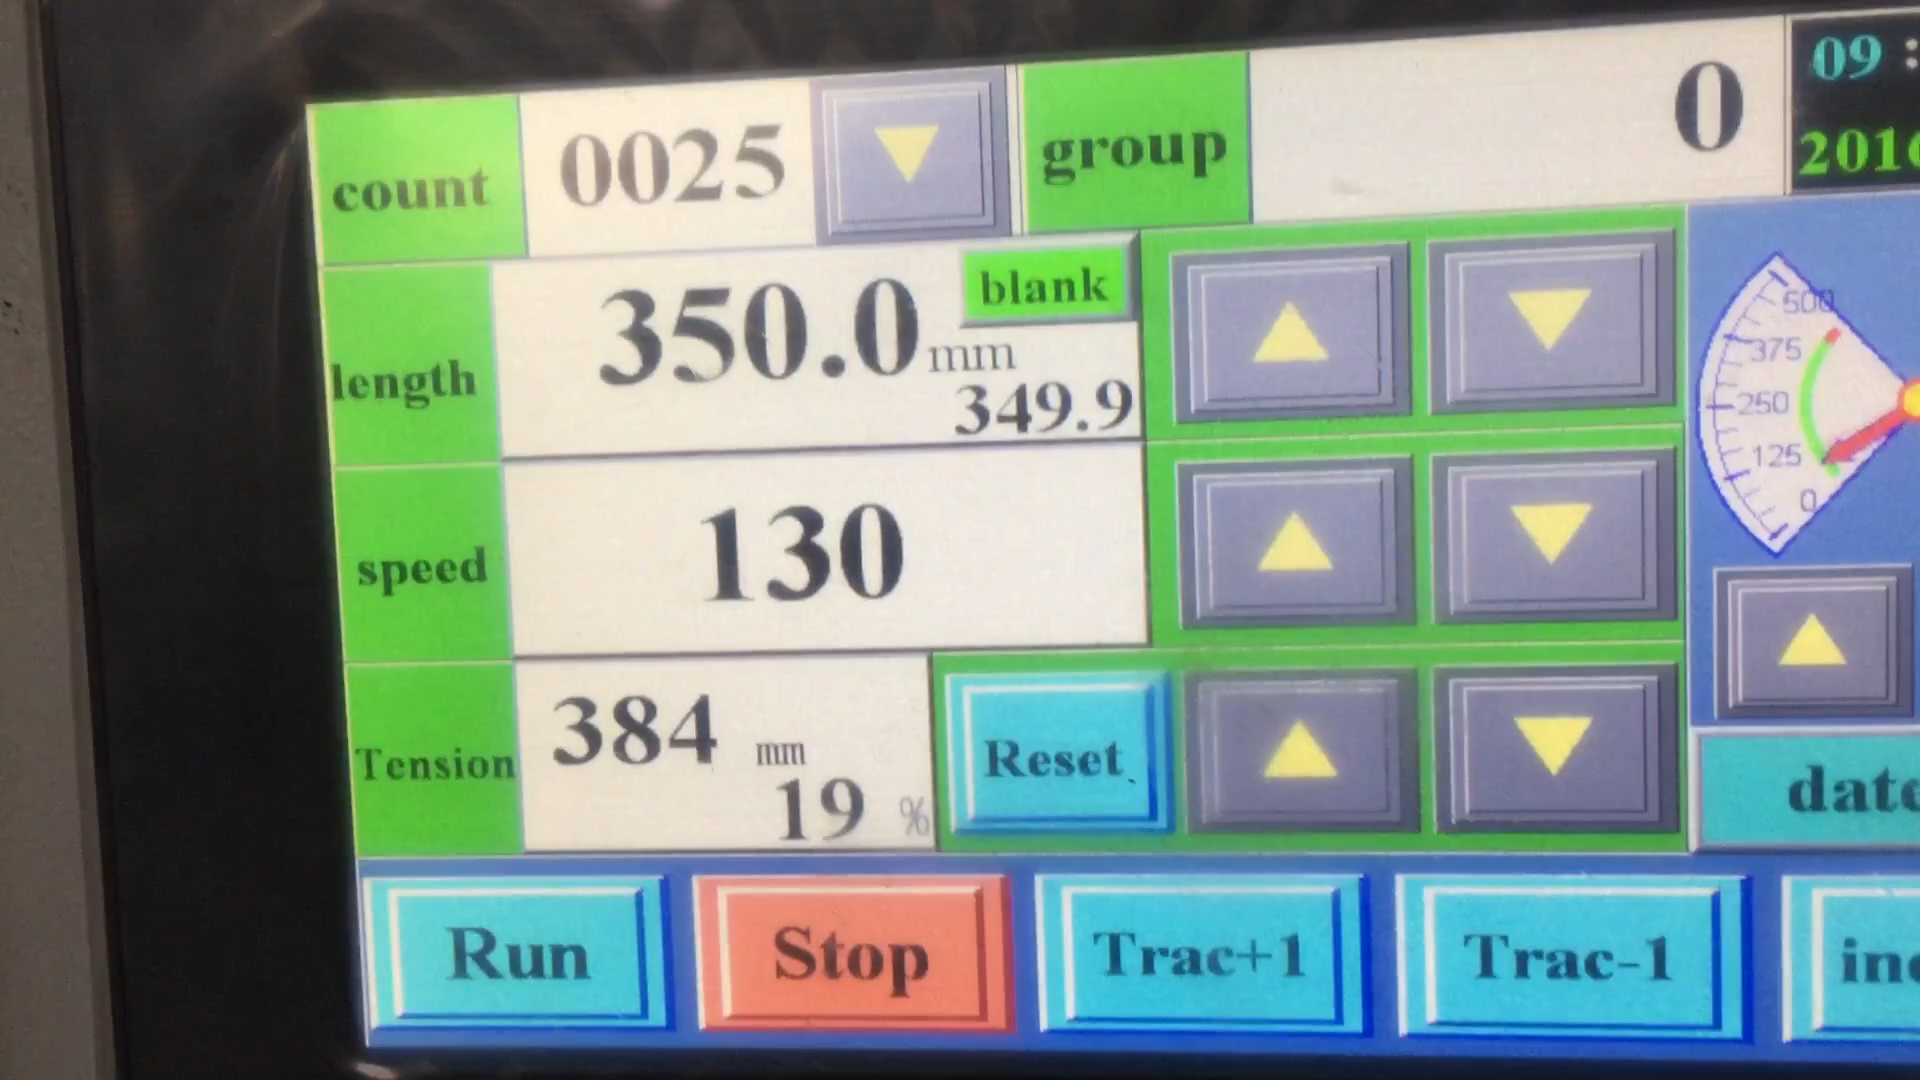 count 0025 group 0 09 :
2016
length 350.0 mm blank
349.9
500
375
250
125
0
speed 130
Tension 384 mm
19 %
Reset
Run Stop Trac+1 Trac-1